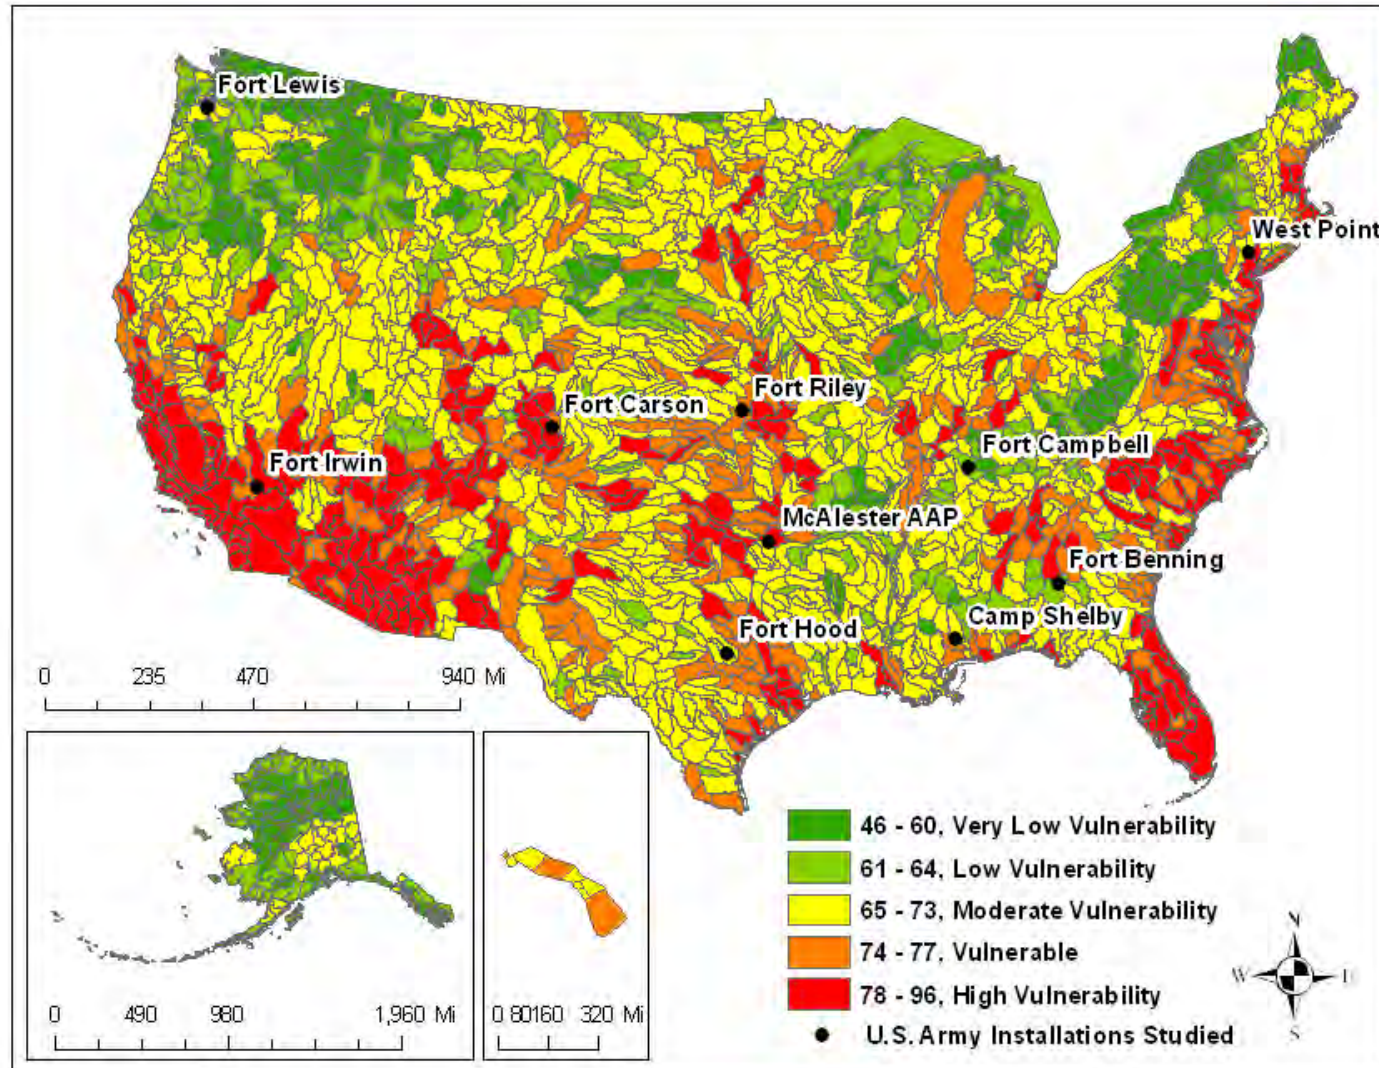 Fort Lewis
West Point
Fort Riley
Fort Carson
Fort Campbell
Fort Irwin
McAlester AAP
Fort Benning
Camp Shelby
Fort Hood
0 235 470 940 Mi
46 - 60, Very Low Vulnerability
61 - 64, Low Vulnerability
65 - 73, Moderate Vulnerability
74 - 77, Vulnerable
78 - 96, High Vulnerability
U.S. Army Installations Studied
N
W E
S
0 490 980 1,960 Mi
0 80160 320 Mi